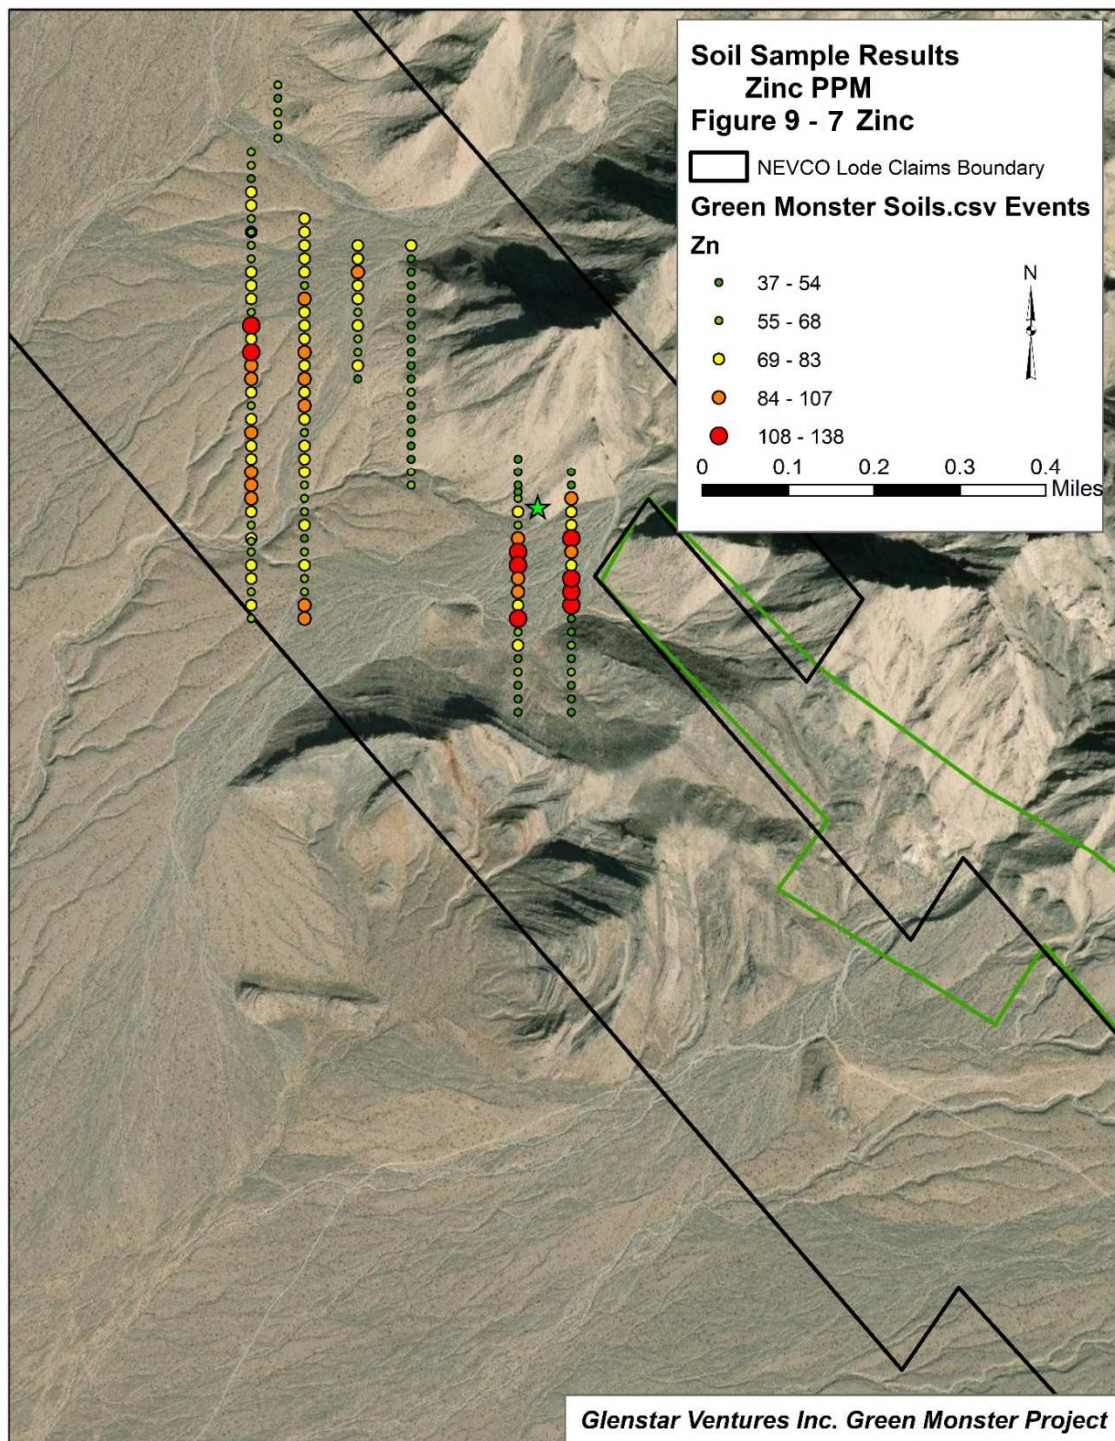 Soil Sample Results
Zinc PPM
Figure 9 - 7 Zinc
NEVCO Lode Claims Boundary
Green Monster Soils.csv Events
Zn
37 - 54
55 - 68
69 - 83
84 - 107
108 - 138
N
0 0.1 0.2 0.3 0.4
Miles
Glenstar Ventures Inc. Green Monster Project